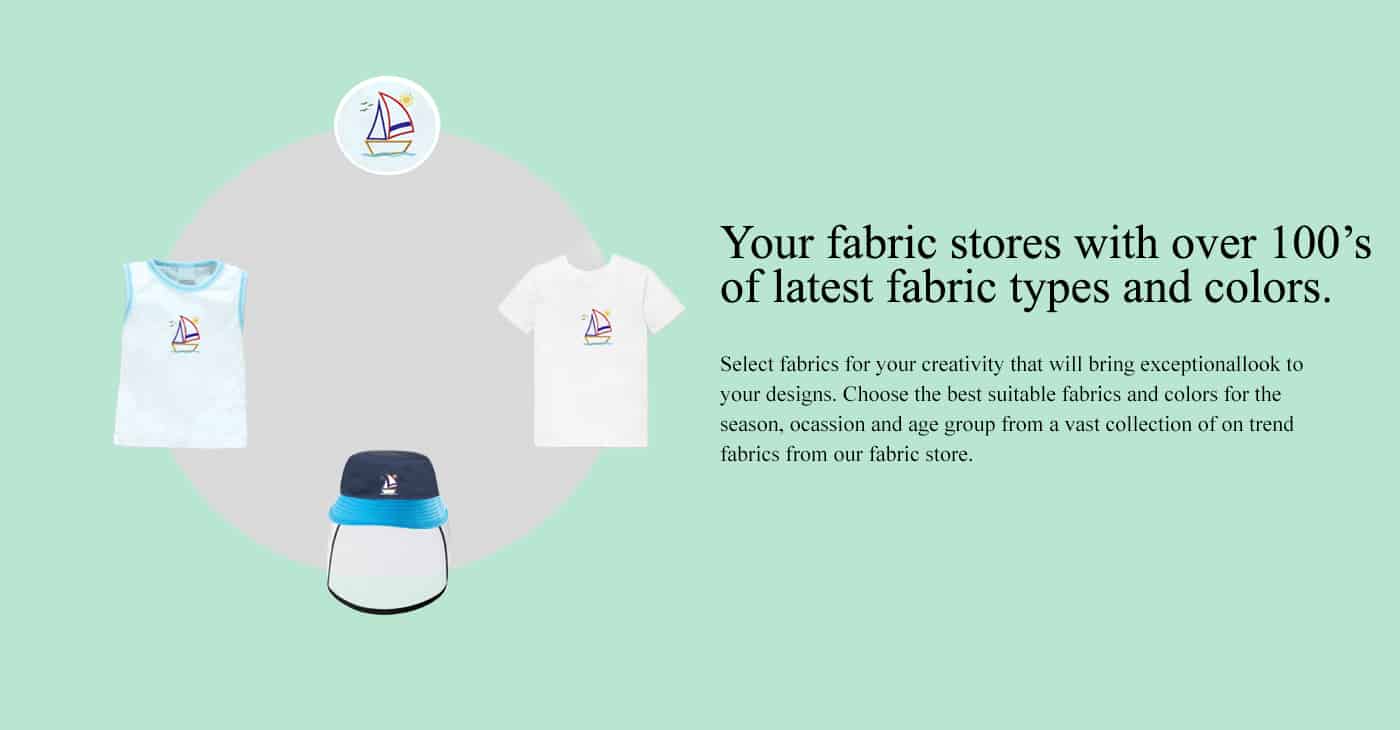 Your fabric stores with over 100’s
of latest fabric types and colors.
Select fabrics for your creativity that will bring exceptionallook to
your designs. Choose the best suitable fabrics and colors for the
season, ocassion and age group from a vast collection of on trend
fabrics from our fabric store.